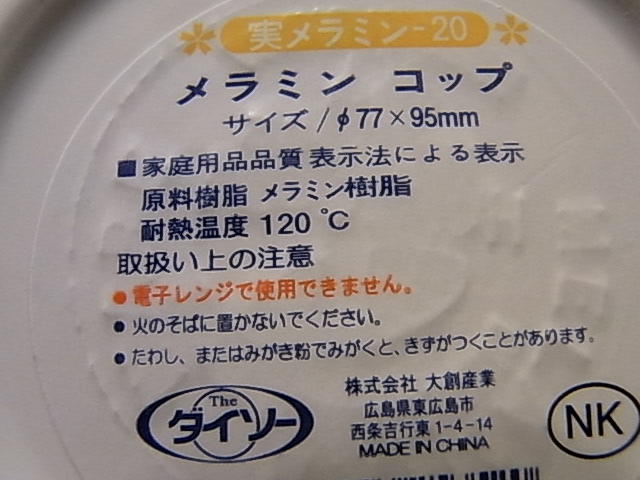 実メラミン-20
メラミン コップ
サイズ/φ77×95mm
■家庭用品品質表示法による表示
原料樹脂 メラミン樹脂
耐熱温度 120℃
取扱い上の注意
●電子レンジで使用できません。
●火のそばに置かないでください。
●たわし、またはみがき粉でみがくと、きずがつくことがあります。
The
ダイソー
株式会社 大創産業
広島県東広島市
西条吉行東1-4-14
MADE IN CHINA
NK